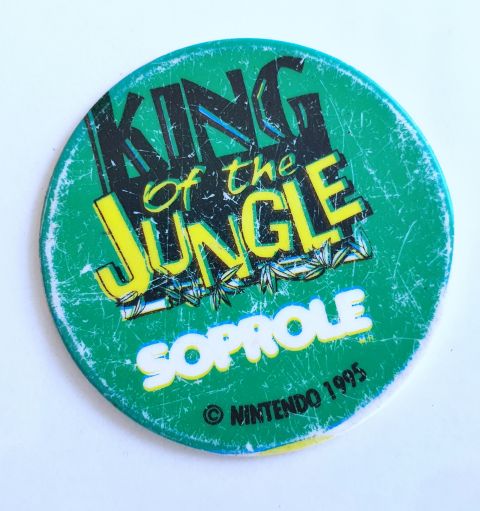 KING
of the
JUNGLE
SOPROLE
© NINTENDO 1995